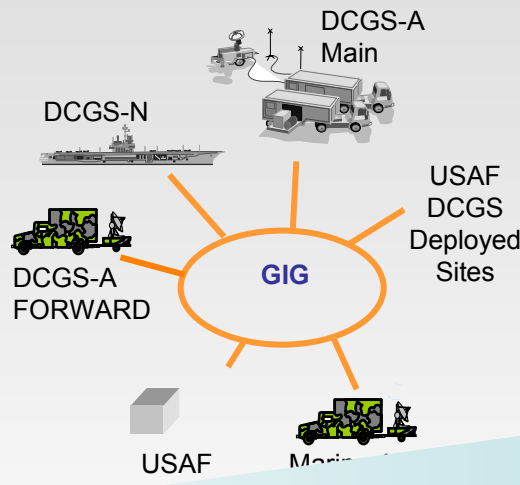 DCGS-A
Main
DCGS-N
USAF
DCGS
Deployed
Sites
GIG
DCGS-A
FORWARD
USAF